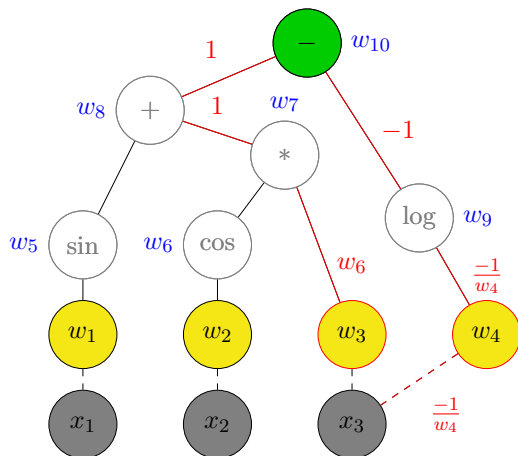 − w₁₀
1
w₈ + 1 w₇
*
−1
w₅ sin w₆ cos log w₉
w₆ −1/w₄
w₁ w₂ w₃ w₄
x₁ x₂ x₃ −1/w₄